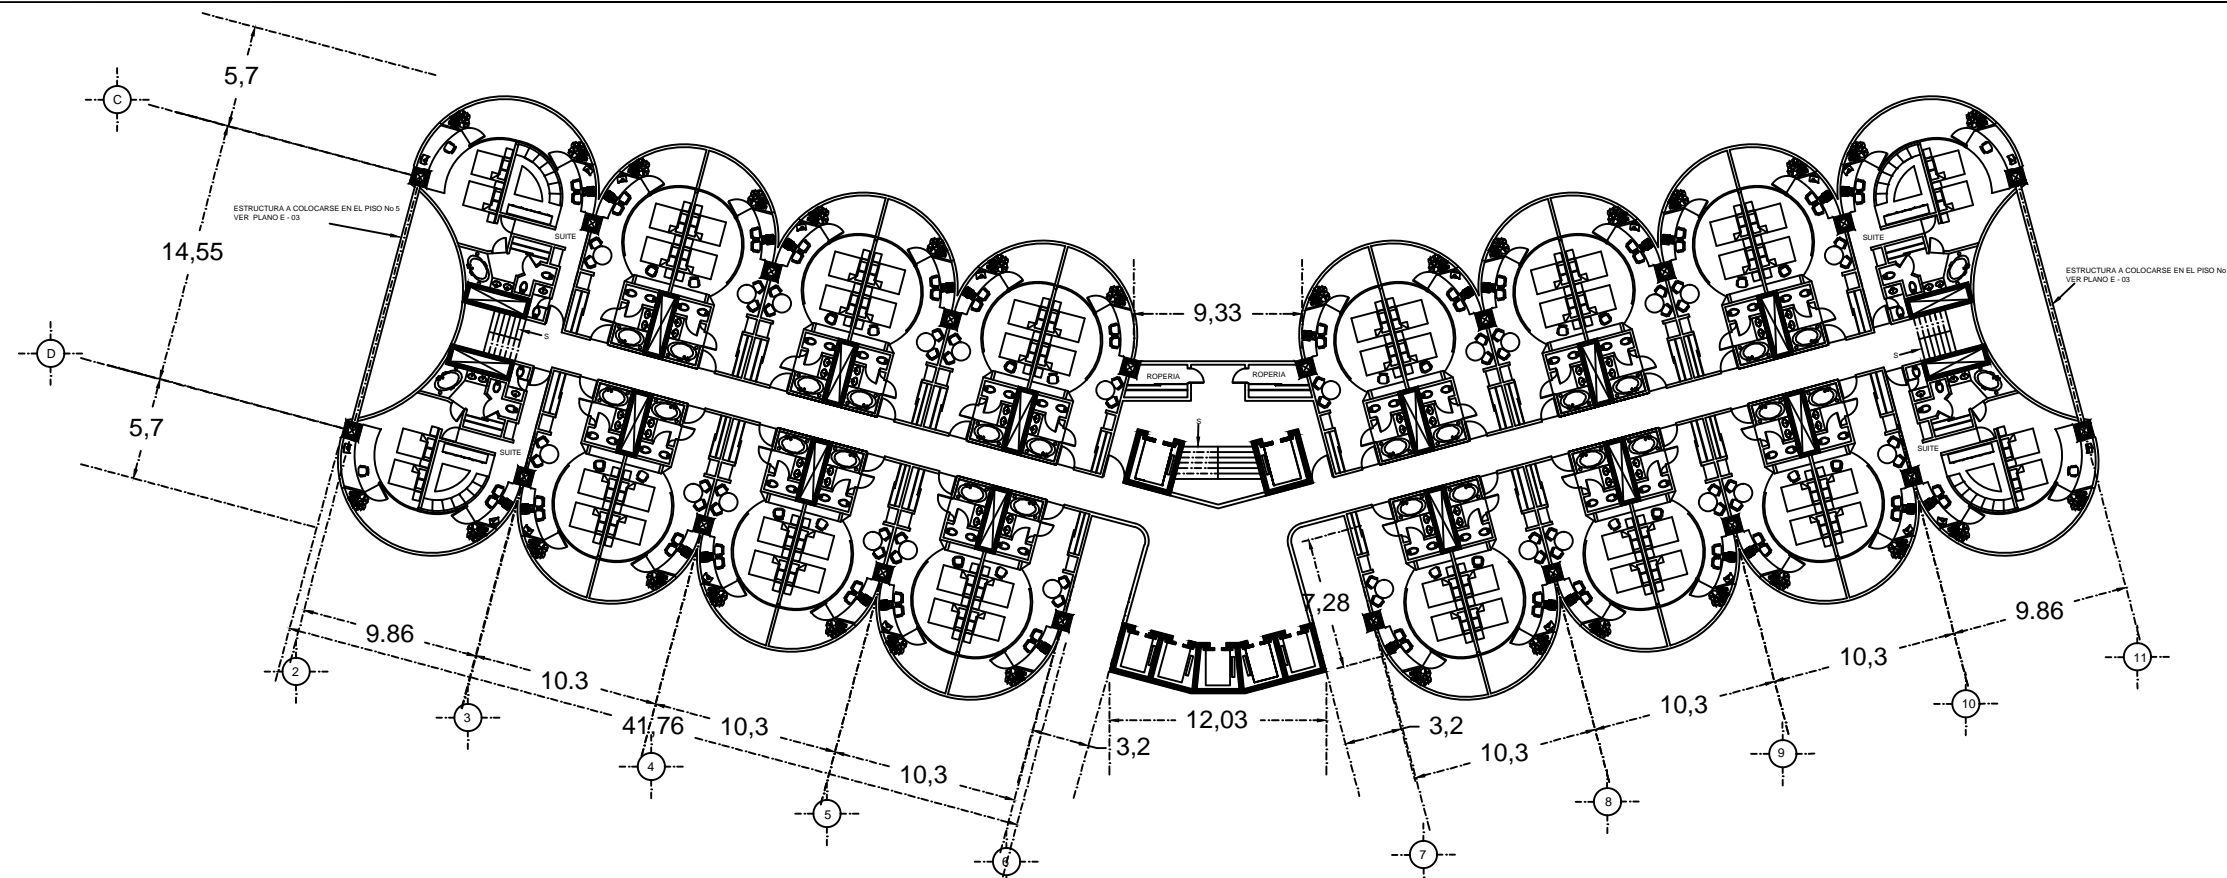 5,7
C
ESTRUCTURA A COLOCARSE EN EL PISO No 5
VER PLANO E - 03
14,55
SUITE
SUITE
ESTRUCTURA A COLOCARSE EN EL PISO No
VER PLANO E - 03
9,33
S
S
D
ROPERIA
ROPERIA
5,7
S
SUITE
SUITE
7,28
9.86
9.86
10,3
2
11
10.3
3
10,3
10
12,03
41,76
10,3
3,2
3,2
10,3
4
9
10,3
8
5
6
7